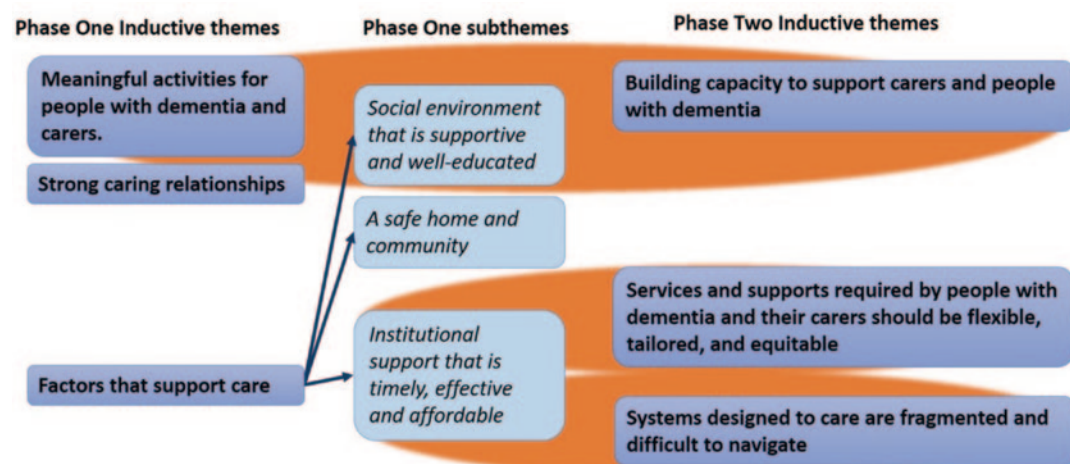 Phase One Inductive themes
Meaningful activities for
people with dementia and
carers.
Strong caring relationships
Factors that support care
Phase One subthemes
Social environment
that is supportive
and well-educated
A safe home and
community
Institutional
support that is
timely, effective
and affordable
Phase Two Inductive themes
Building capacity to support carers and people
with dementia
Services and supports required by people with
dementia and their carers should be flexible,
tailored, and equitable
Systems designed to care are fragmented and
difficult to navigate